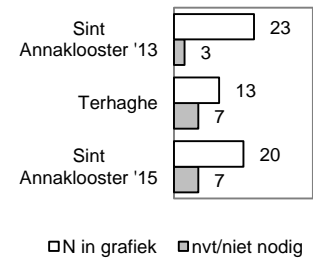 Sint
Annaklooster '13
23
3
Terhaghe
13
7
Sint
Annaklooster '15
20
7
N in grafiek nvt/niet nodig